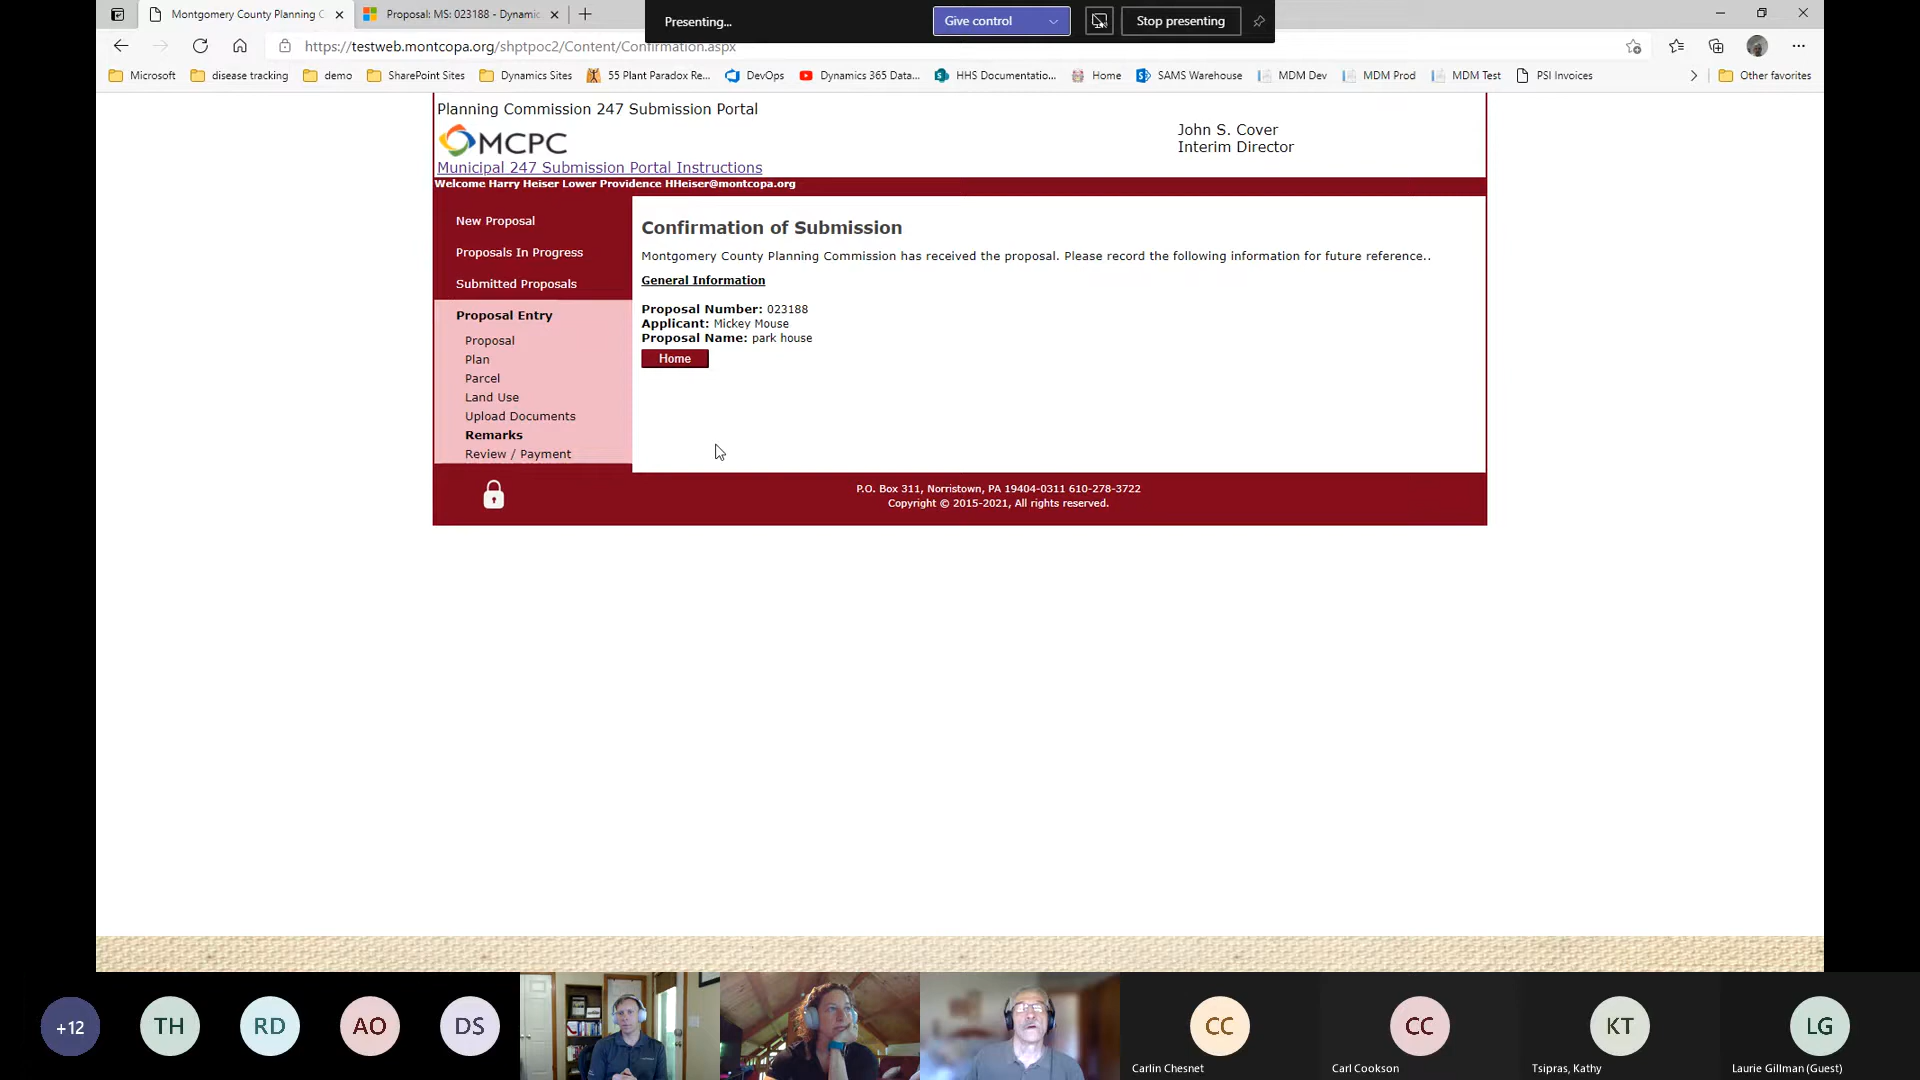 Montgomery County Planning C
Proposal: MS: 023188 - Dynamic
Presenting...
Give control
Stop presenting
https://testweb.montcopa.org/shptpoc2/Content/Confirmation.aspx
Microsoft
disease tracking
demo
SharePoint Sites
Dynamics Sites
55 Plant Paradox Re...
DevOps
Dynamics 365 Data...
HHS Documentatio...
Home
SAMS Warehouse
MDM Dev
MDM Prod
MDM Test
PSI Invoices
Other favorites
Planning Commission 247 Submission Portal
MCPC
John S. Cover
Interim Director
Municipal 247 Submission Portal Instructions
Welcome Harry Heiser Lower Providence HHeiser@montcopa.org
New Proposal
Proposals In Progress
Submitted Proposals
Proposal Entry
Proposal
Plan
Parcel
Land Use
Upload Documents
Remarks
Review / Payment
Confirmation of Submission
Montgomery County Planning Commission has received the proposal. Please record the following information for future reference..
General Information
Proposal Number: 023188
Applicant: Mickey Mouse
Proposal Name: park house
Home
P.O. Box 311, Norristown, PA 19404-0311 610-278-3722
Copyright © 2015-2021, All rights reserved.
+12
TH
RD
AO
DS
CC
Carlin Chesnet
CC
Carl Cookson
KT
Tsipras, Kathy
LG
Laurie Gillman (Guest)